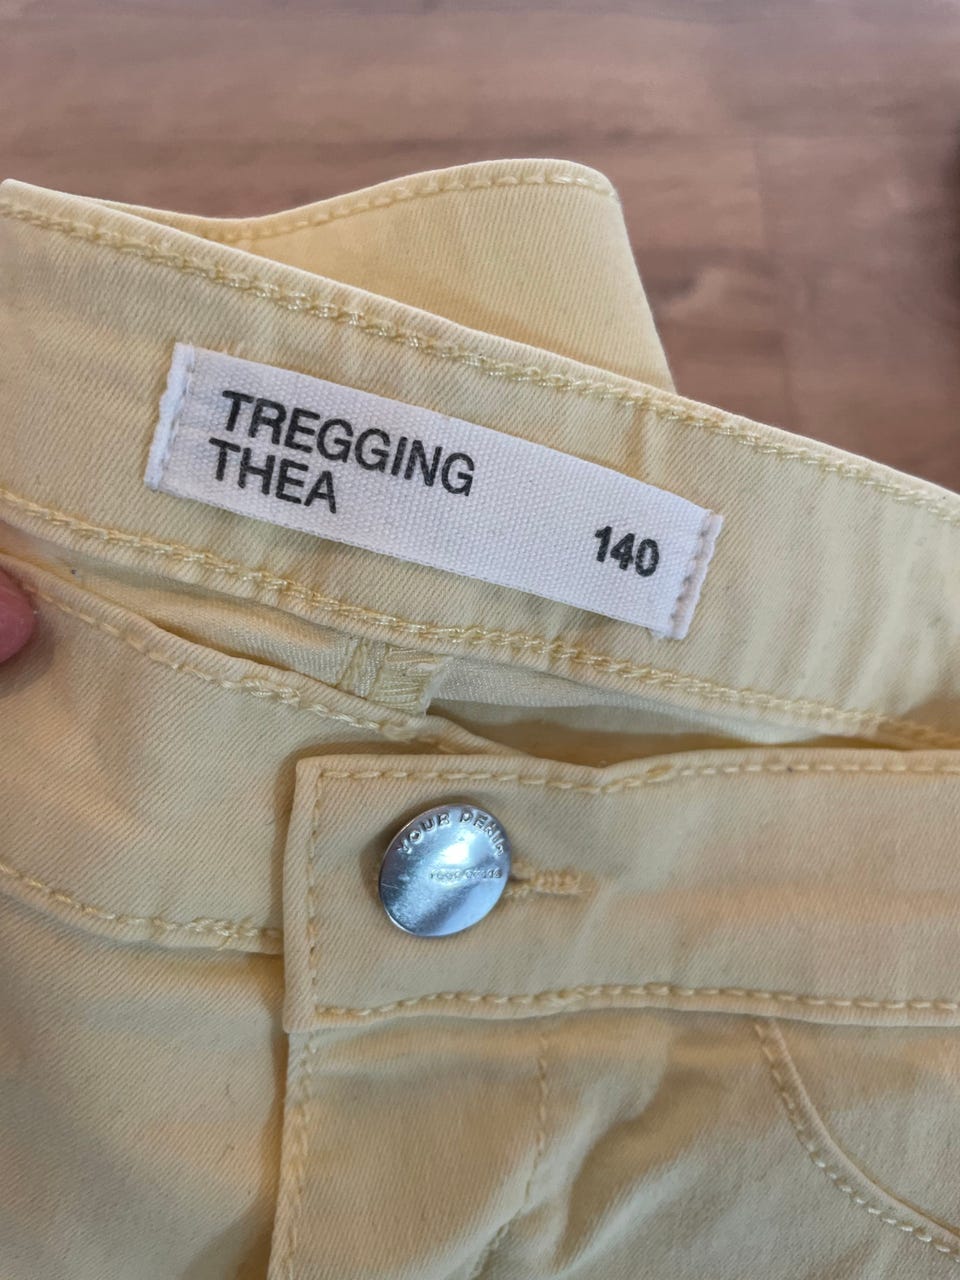 TREGGING
THEA
140
YOUR DENIM